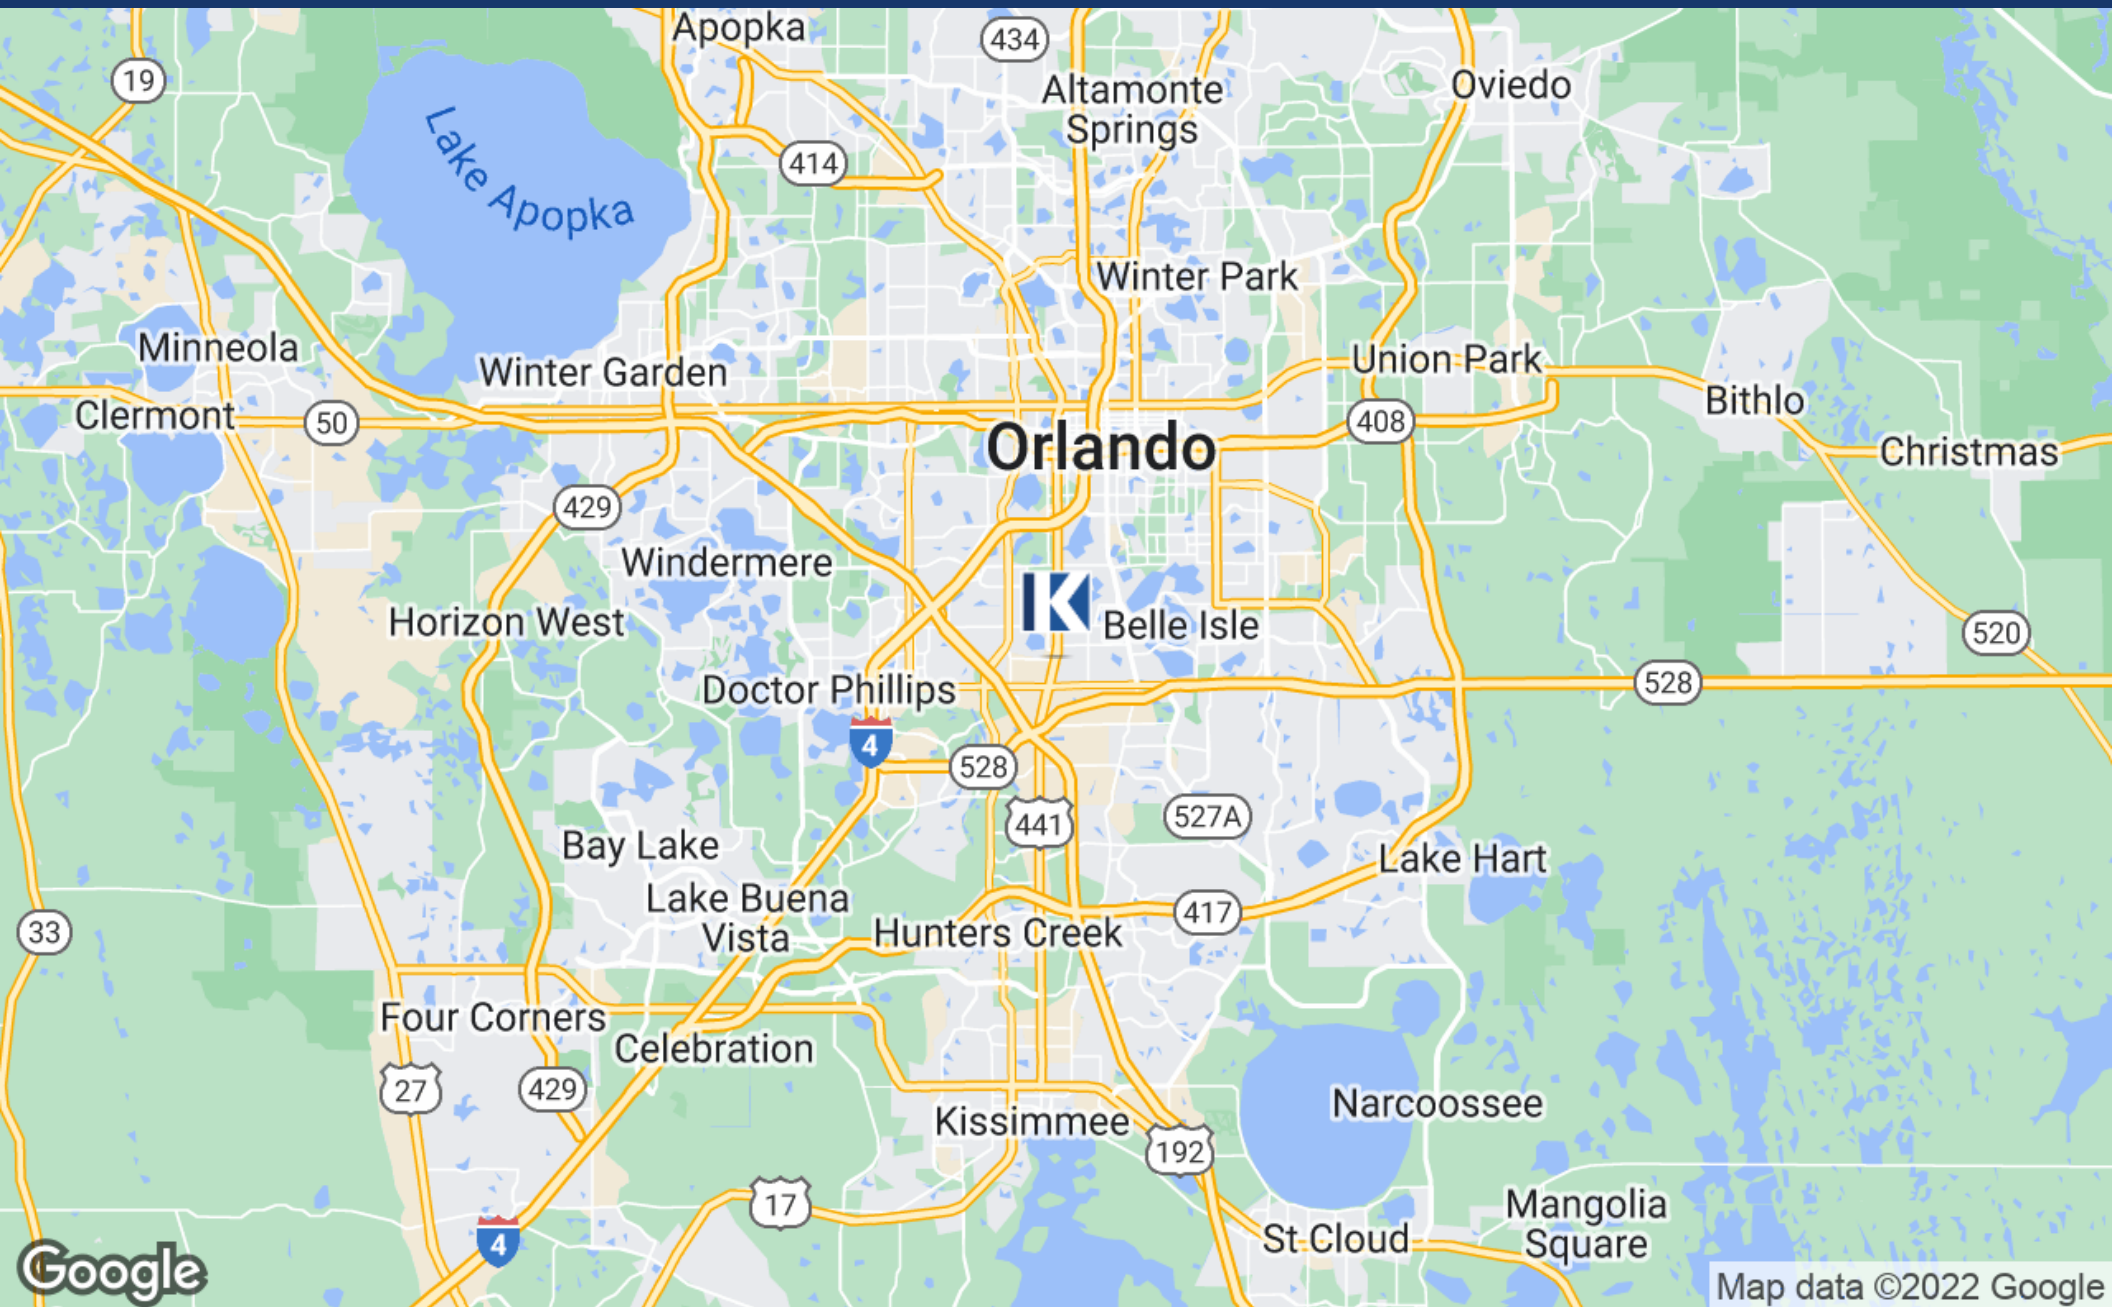 Apopka
434
19
Altamonte
Springs
Oviedo
Lake Apopka
414
Winter Park
Minneola
Winter Garden
Union Park
Clermont
50
408
Bithlo
Orlando
Christmas
429
Windermere
K
Horizon West
Belle Isle
520
Doctor Phillips
528
4
528
441
527A
Bay Lake
Lake Hart
Lake Buena
Vista
33
Hunters Creek
417
Four Corners
Celebration
27
429
Narcoossee
Kissimmee
192
17
Mangolia
Square
4
St Cloud
Google
Map data ©2022 Google